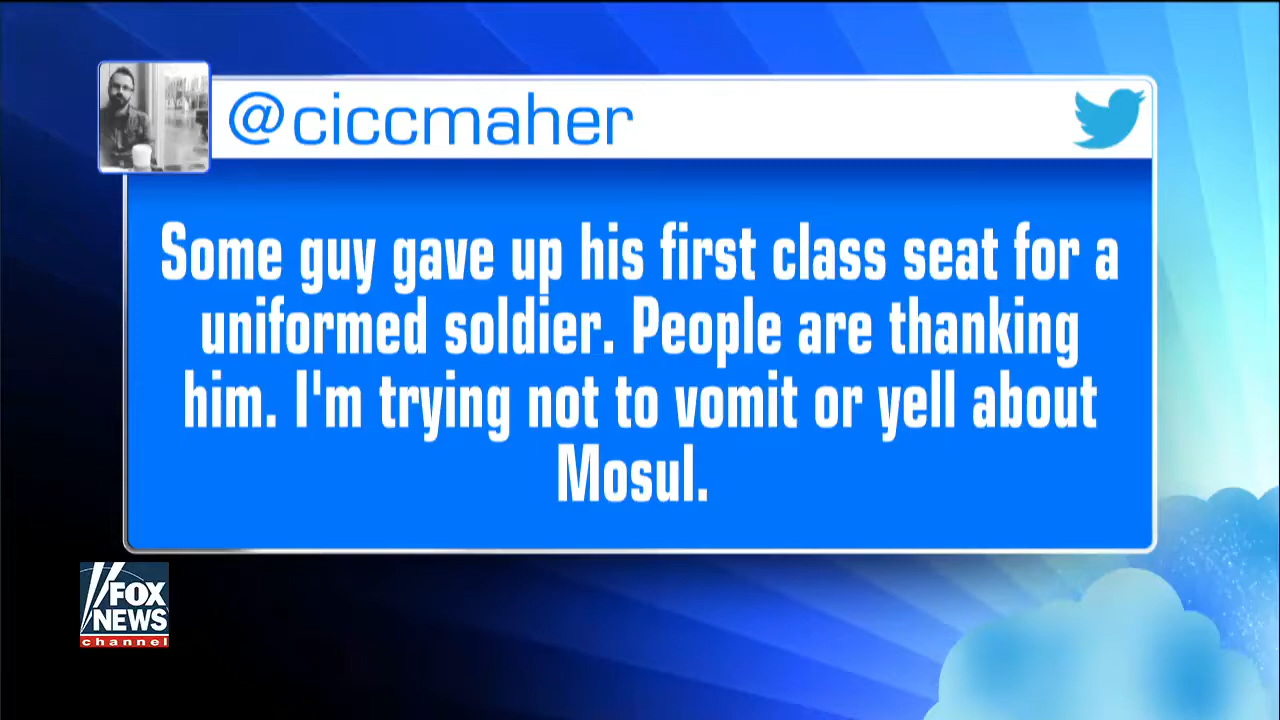 @ciccmaher
Some guy gave up his first class seat for a
uniformed soldier. People are thanking
him. I'm trying not to vomit or yell about
Mosul.
FOX
NEWS
channel